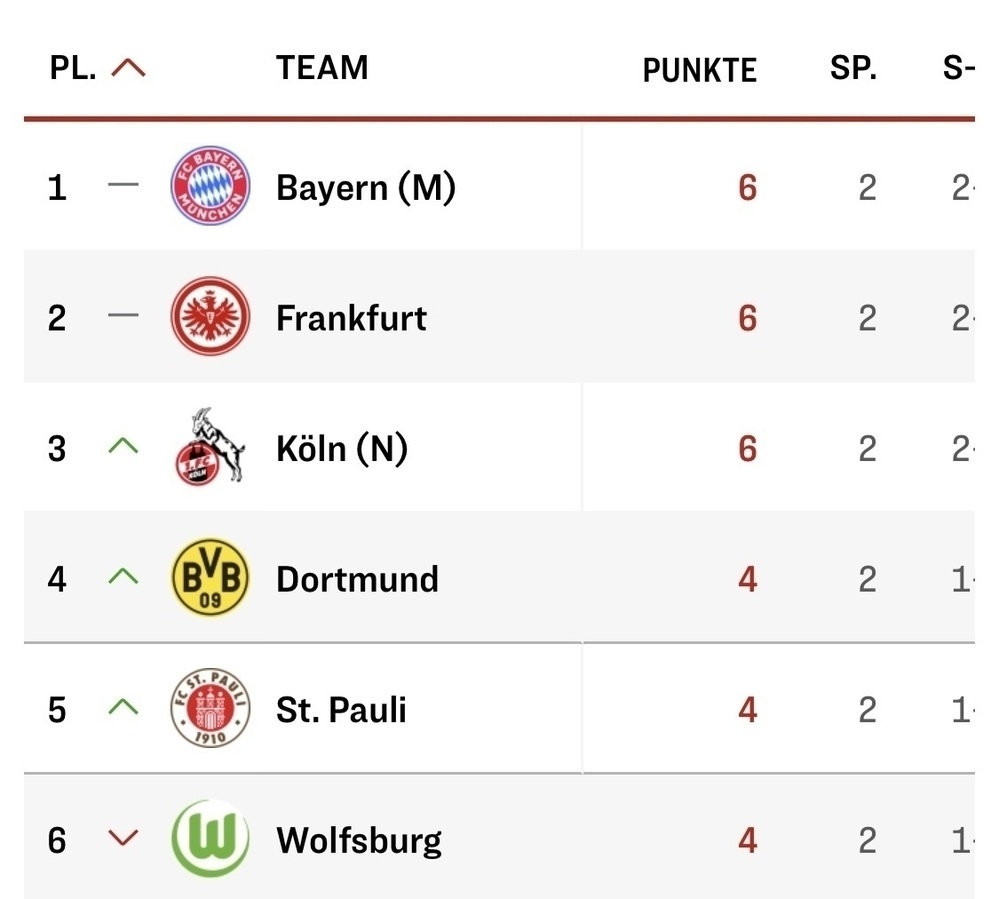 PL. TEAM PUNKTE SP. S-
1 — FC BAYERN MÜNCHEN Bayern (M) 6 2 2-
2 — Frankfurt 6 2 2-
3 1.FC KÖLN Köln (N) 6 2 2-
4 BVB 09 Dortmund 4 2 1-
5 FC ST. PAULI 1910 St. Pauli 4 2 1-
6 W Wolfsburg 4 2 1-